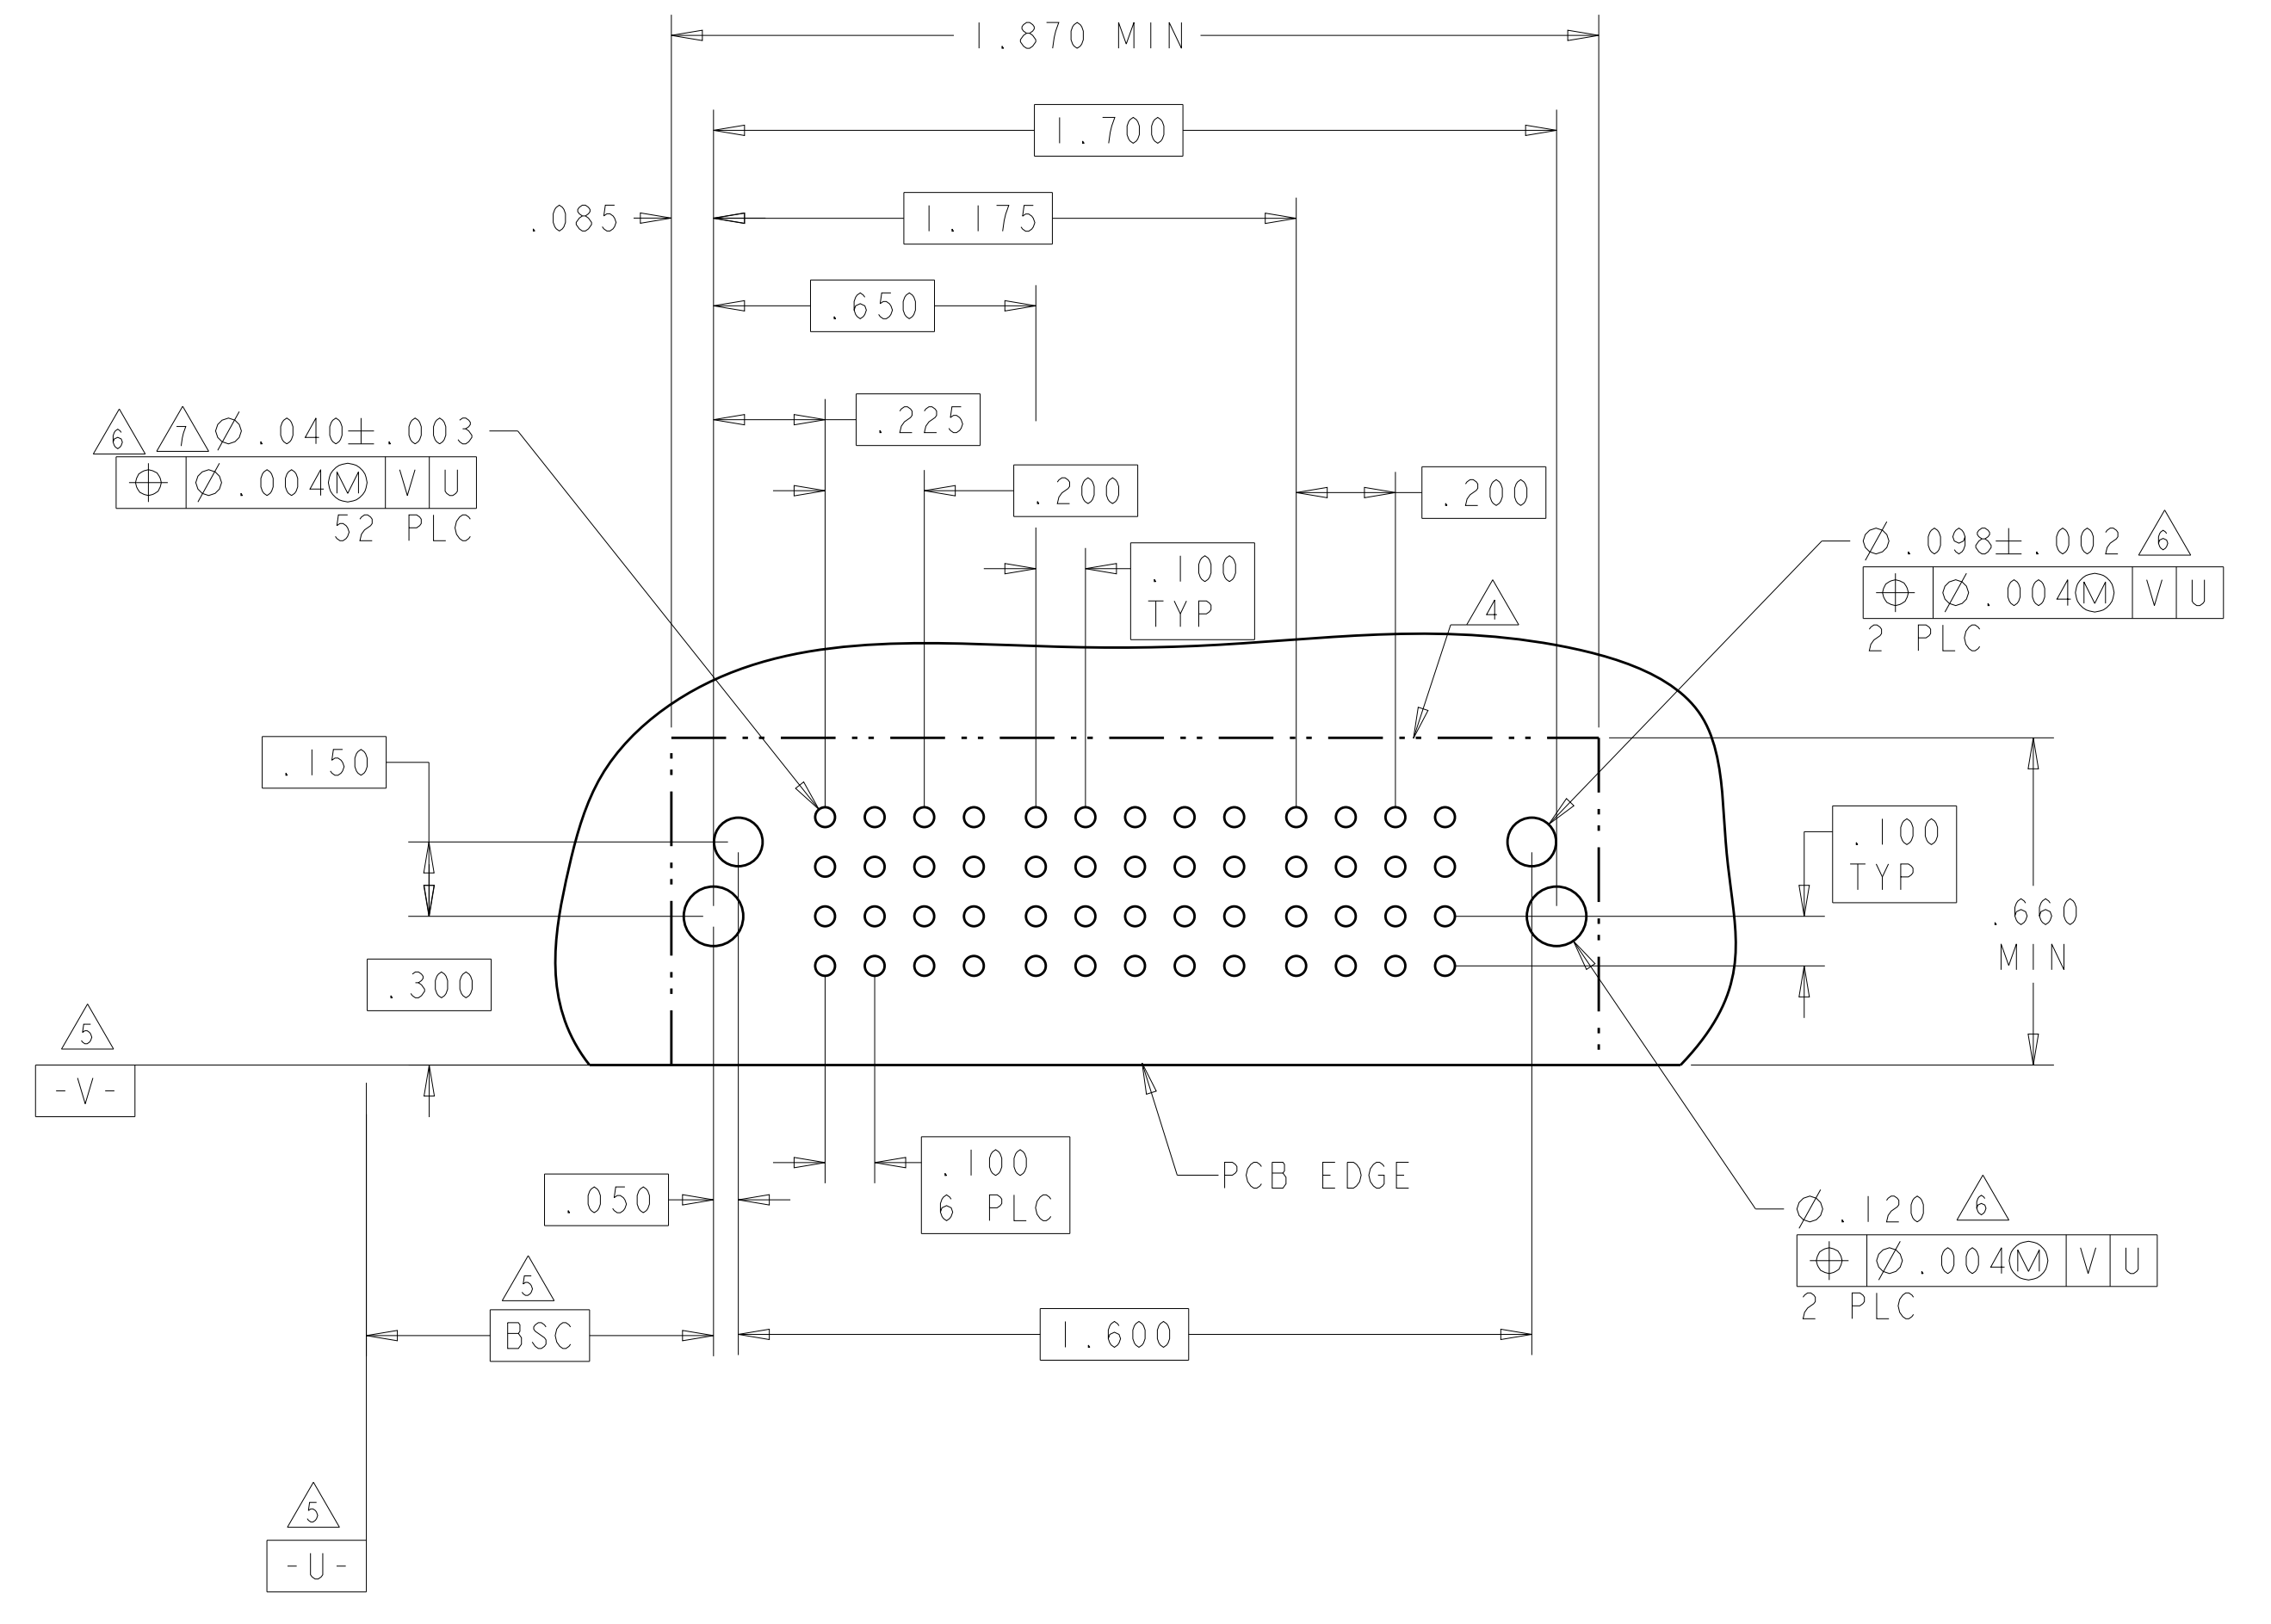 1.870 MIN
1.700
.085
1.175
.650
.225
6 7 Ø.040±.003
⌖ Ø.004Ⓜ V U
52 PLC
.200
.200
.100
TYP
Ø.098±.002 6
⌖ Ø.004Ⓜ V U
2 PLC
4
.150
.100
TYP
.660
MIN
.300
5
-V-
.100
6 PLC
PCB EDGE
.050
Ø.120 6
⌖ Ø.004Ⓜ V U
2 PLC
5
BSC
1.600
5
-U-